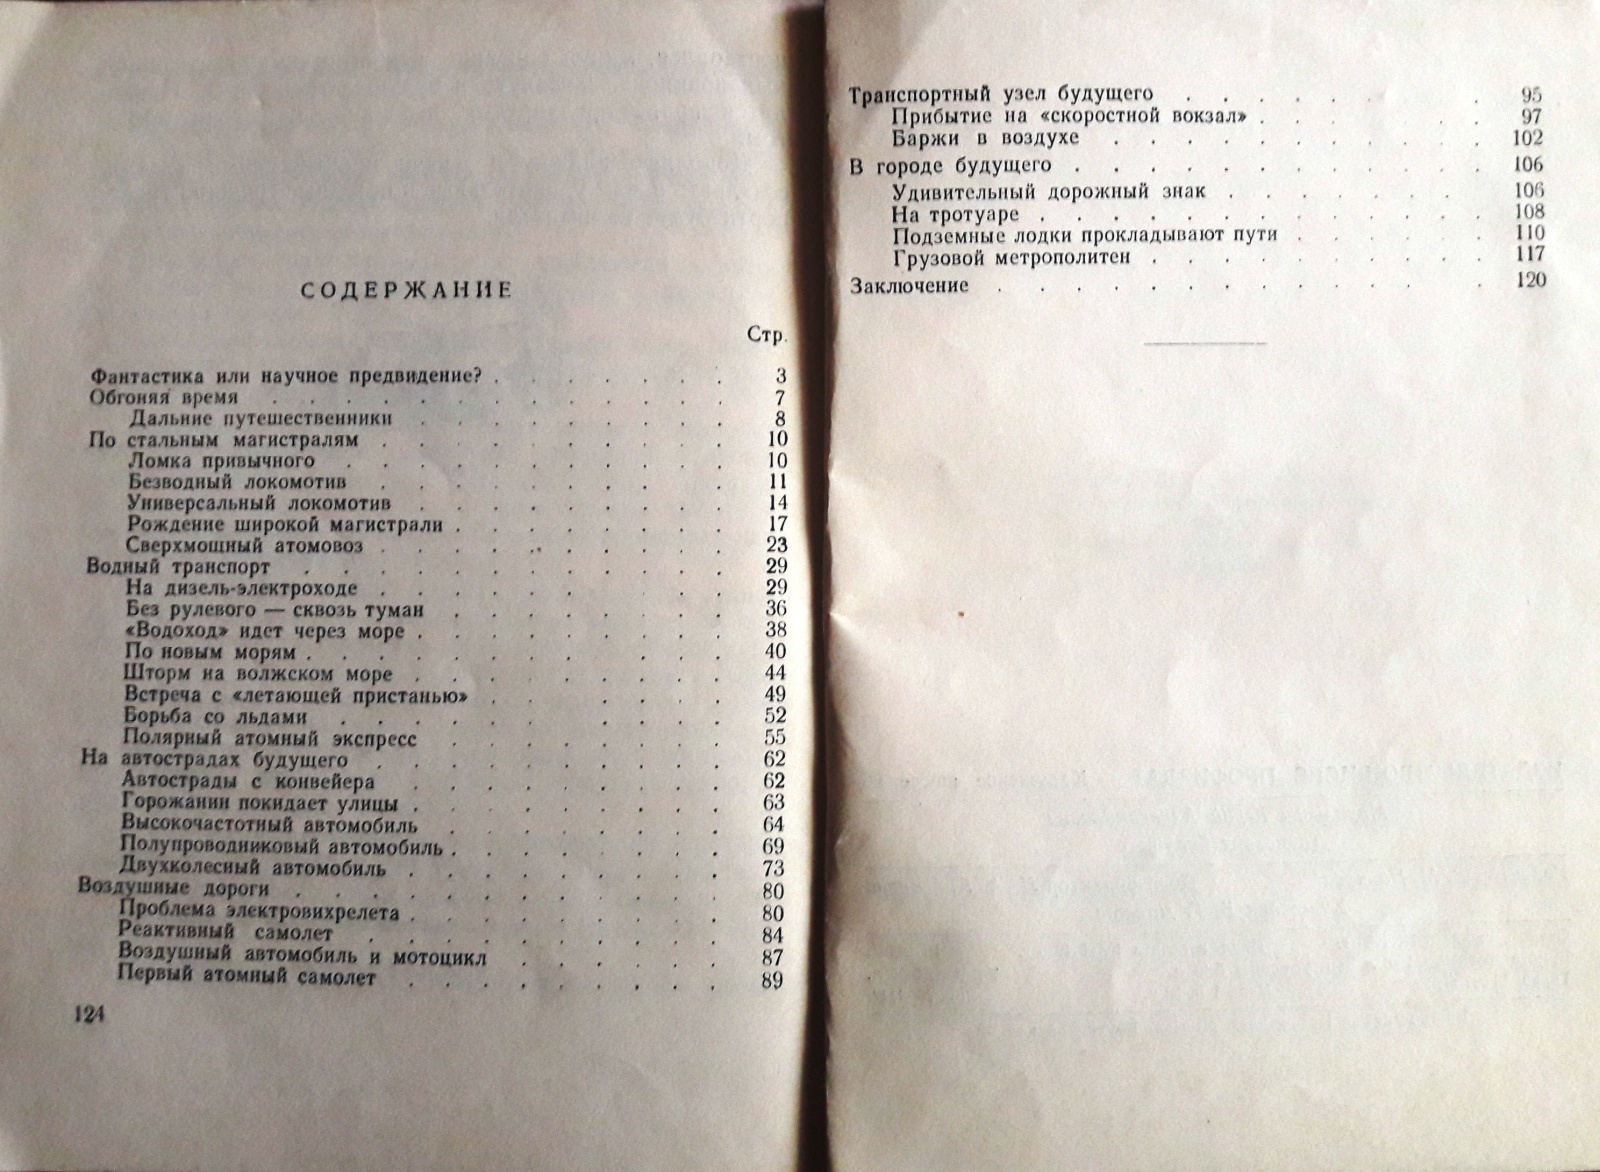 СОДЕРЖАНИЕ
Стр.
Фантастика или научное предвидение? . . . . . . . 3
Обгоняя время . . . . . . . . . . . . 7
Дальние путешественники . . . . . . . . 8
По стальным магистралям . . . . . . . . . 10
Ломка привычного . . . . . . . . . . 10
Безводный локомотив . . . . . . . . . 11
Универсальный локомотив . . . . . . . . 14
Рождение широкой магистрали . . . . . . . 17
Сверхмощный атомовоз . . . . . . . . . 23
Водный транспорт . . . . . . . . . . . 29
На дизель-электроходе . . . . . . . . . 29
Без рулевого — сквозь туман . . . . . . . 36
«Водоход» идет через море . . . . . . . . 38
По новым морям . . . . . . . . . . . 40
Шторм на волжском море . . . . . . . . 44
Встреча с «летающей пристанью» . . . . . . 49
Борьба со льдами . . . . . . . . . . 52
Полярный атомный экспресс . . . . . . . 55
На автострадах будущего . . . . . . . . . 62
Автострады с конвейера . . . . . . . . 62
Горожанин покидает улицы . . . . . . . . 63
Высокочастотный автомобиль . . . . . . . 64
Полупроводниковый автомобиль . . . . . . . 69
Двухколесный автомобиль . . . . . . . . 73
Воздушные дороги . . . . . . . . . . . 80
Проблема электровихрелета . . . . . . . . 80
Реактивный самолет . . . . . . . . . 84
Воздушный автомобиль и мотоцикл . . . . . . 87
Первый атомный самолет . . . . . . . . 89
124
Транспортный узел будущего . . . . . . . 95
Прибытие на «скоростной вокзал» . . . . . 97
Баржи в воздухе . . . . . . . . . . 102
В городе будущего . . . . . . . . . . . 106
Удивительный дорожный знак . . . . . . . 106
На тротуаре . . . . . . . . . . . . 108
Подземные лодки прокладывают пути . . . . . 110
Грузовой метрополитен . . . . . . . . . 117
Заключение . . . . . . . . . . . . 120